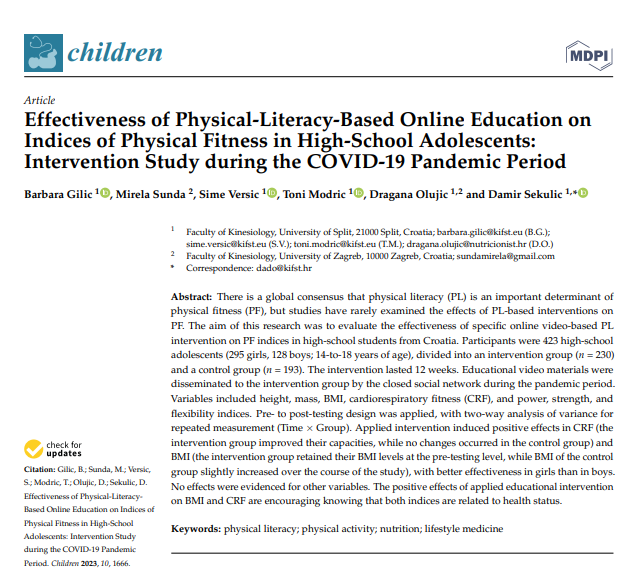 children
MDPI
Article
Effectiveness of Physical-Literacy-Based Online Education on
Indices of Physical Fitness in High-School Adolescents:
Intervention Study during the COVID-19 Pandemic Period
Barbara Gilic 1, Mirela Sunda 2, Sime Versic 1, Toni Modric 1, Dragana Olujic 1,2 and Damir Sekulic 1,*
1 Faculty of Kinesiology, University of Split, 21000 Split, Croatia; barbara.gilic@kifst.eu (B.G.);
sime.versic@kifst.eu (S.V.); toni.modric@kifst.eu (T.M.); dragana.olujic@nutricionist.hr (D.O.)
2 Faculty of Kinesiology, University of Zagreb, 10000 Zagreb, Croatia; sundamirela@gmail.com
* Correspondence: dado@kifst.hr
Abstract: There is a global consensus that physical literacy (PL) is an important determinant of
physical fitness (PF), but studies have rarely examined the effects of PL-based interventions on
PF. The aim of this research was to evaluate the effectiveness of specific online video-based PL
intervention on PF indices in high-school students from Croatia. Participants were 423 high-school
adolescents (295 girls, 128 boys; 14-to-18 years of age), divided into an intervention group (n = 230)
and a control group (n = 193). The intervention lasted 12 weeks. Educational video materials were
disseminated to the intervention group by the closed social network during the pandemic period.
Variables included height, mass, BMI, cardiorespiratory fitness (CRF), and power, strength, and
flexibility indices. Pre- to post-testing design was applied, with two-way analysis of variance for
repeated measurement (Time × Group). Applied intervention induced positive effects in CRF (the
intervention group improved their capacities, while no changes occurred in the control group) and
BMI (the intervention group retained their BMI levels at the pre-testing level, while BMI of the control
group slightly increased over the course of the study), with better effectiveness in girls than in boys.
No effects were evidenced for other variables. The positive effects of applied educational intervention
on BMI and CRF are encouraging knowing that both indices are related to health status.
Keywords: physical literacy; physical activity; nutrition; lifestyle medicine
check for
updates
Citation: Gilic, B.; Sunda, M.; Versic,
S.; Modric, T.; Olujic, D.; Sekulic, D.
Effectiveness of Physical-Literacy-
Based Online Education on Indices of
Physical Fitness in High-School
Adolescents: Intervention Study
during the COVID-19 Pandemic
Period. Children 2023, 10, 1666.